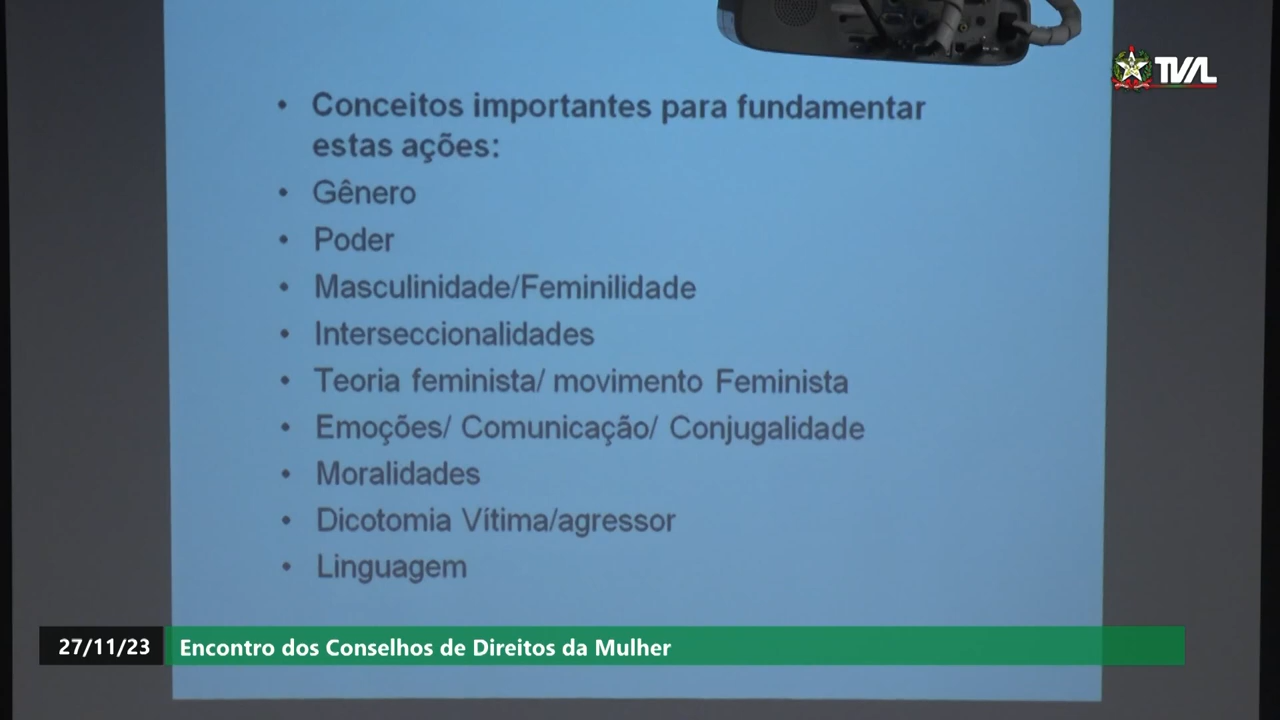 TVAL
• Conceitos importantes para fundamentar
estas ações:
• Gênero
• Poder
• Masculinidade/Feminilidade
• Interseccionalidades
• Teoria feminista/ movimento Feminista
• Emoções/ Comunicação/ Conjugalidade
• Moralidades
• Dicotomia Vítima/agressor
• Linguagem
27/11/23 Encontro dos Conselhos de Direitos da Mulher